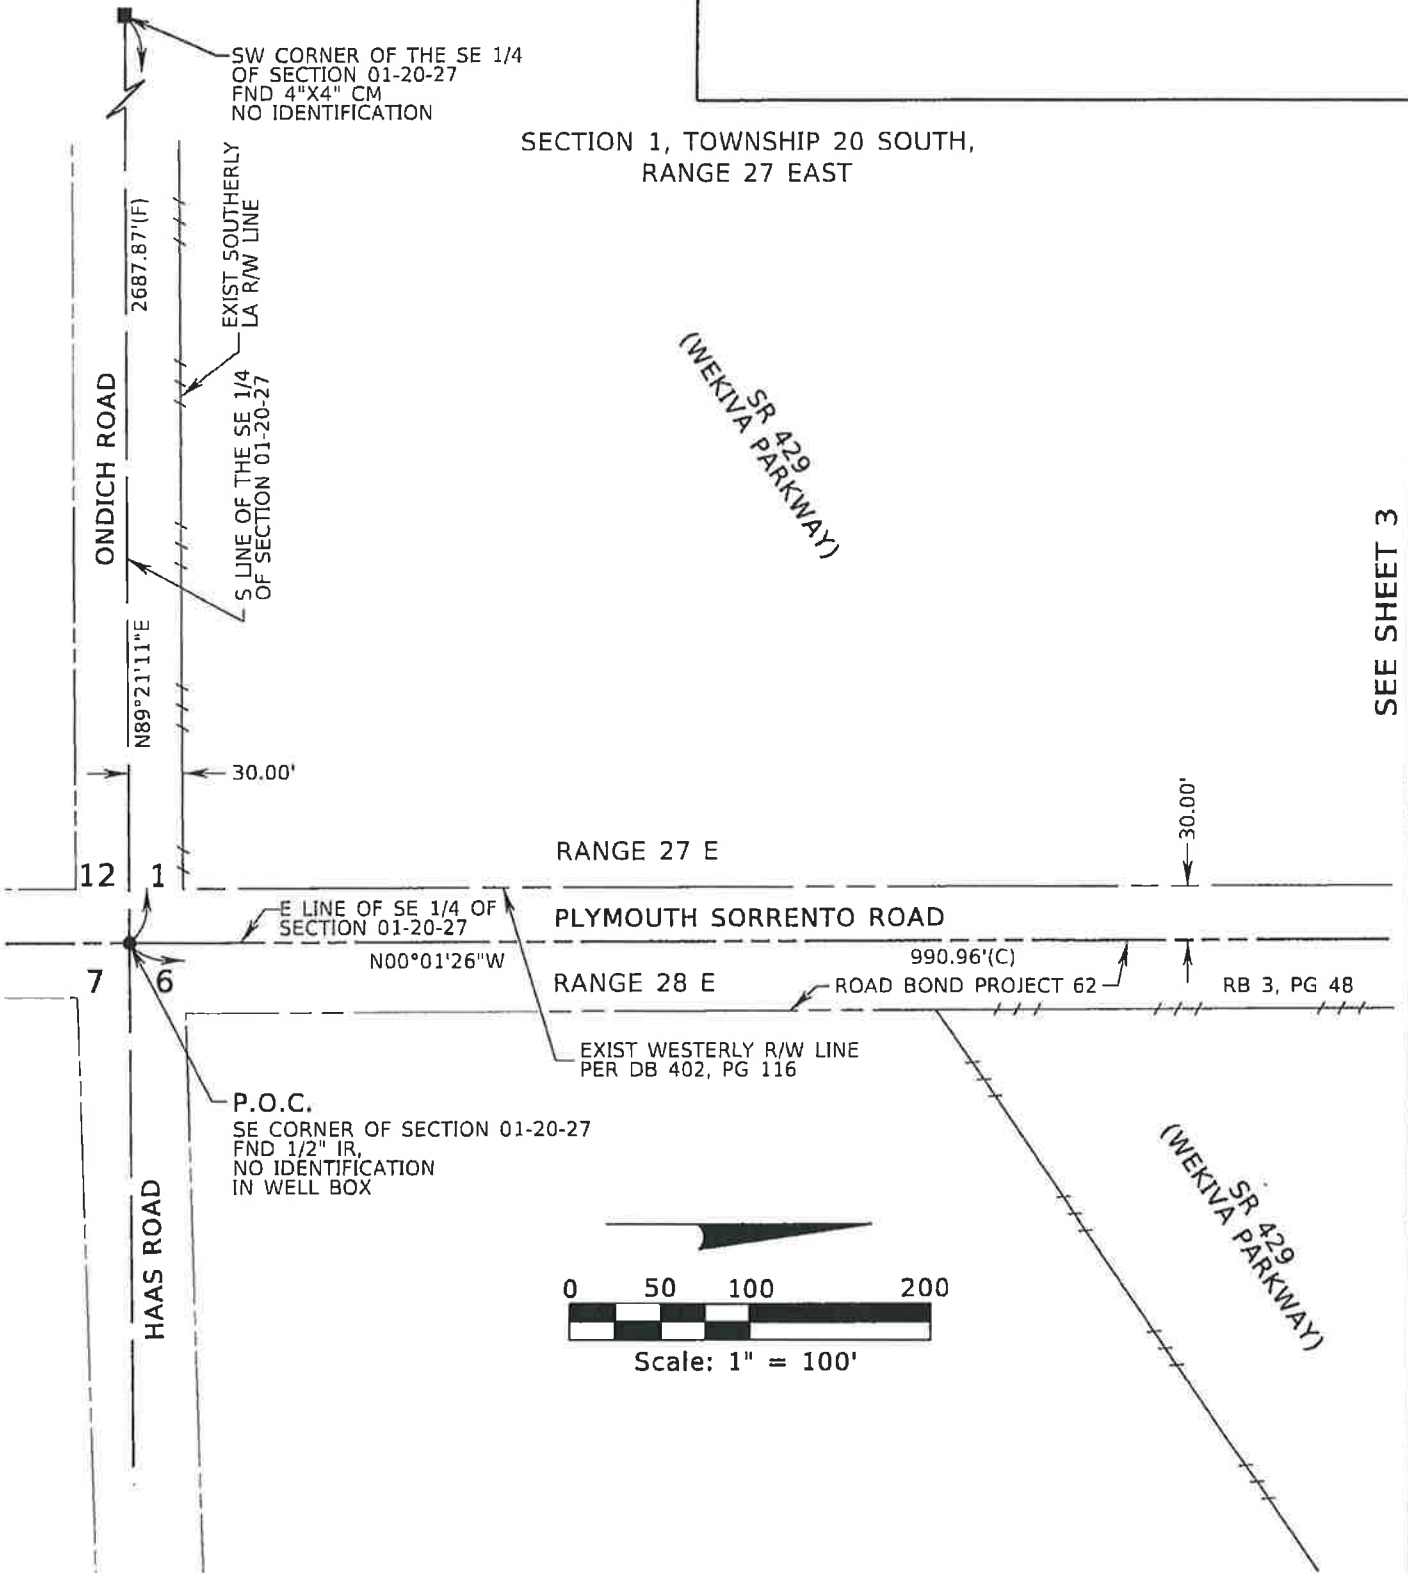 SW CORNER OF THE SE 1/4
OF SECTION 01-20-27
FND 4"X4" CM
NO IDENTIFICATION
SECTION 1, TOWNSHIP 20 SOUTH,
RANGE 27 EAST
2687.87'(F)
EXIST SOUTHERLY
LA R/W LINE
ONDICH ROAD
S LINE OF THE SE 1/4
OF SECTION 01-20-27
SR 429
(WEKIVA PARKWAY)
SEE SHEET 3
N89°21'11"E
30.00'
30.00'
12
1
RANGE 27 E
E LINE OF SE 1/4 OF
SECTION 01-20-27
PLYMOUTH SORRENTO ROAD
N00°01'26"W
990.96'(C)
7
6
RANGE 28 E
ROAD BOND PROJECT 62
RB 3, PG 48
EXIST WESTERLY R/W LINE
PER DB 402, PG 116
P.O.C.
SE CORNER OF SECTION 01-20-27
FND 1/2" IR,
NO IDENTIFICATION
IN WELL BOX
HAAS ROAD
SR 429
(WEKIVA PARKWAY)
0 50 100 200
Scale: 1" = 100'